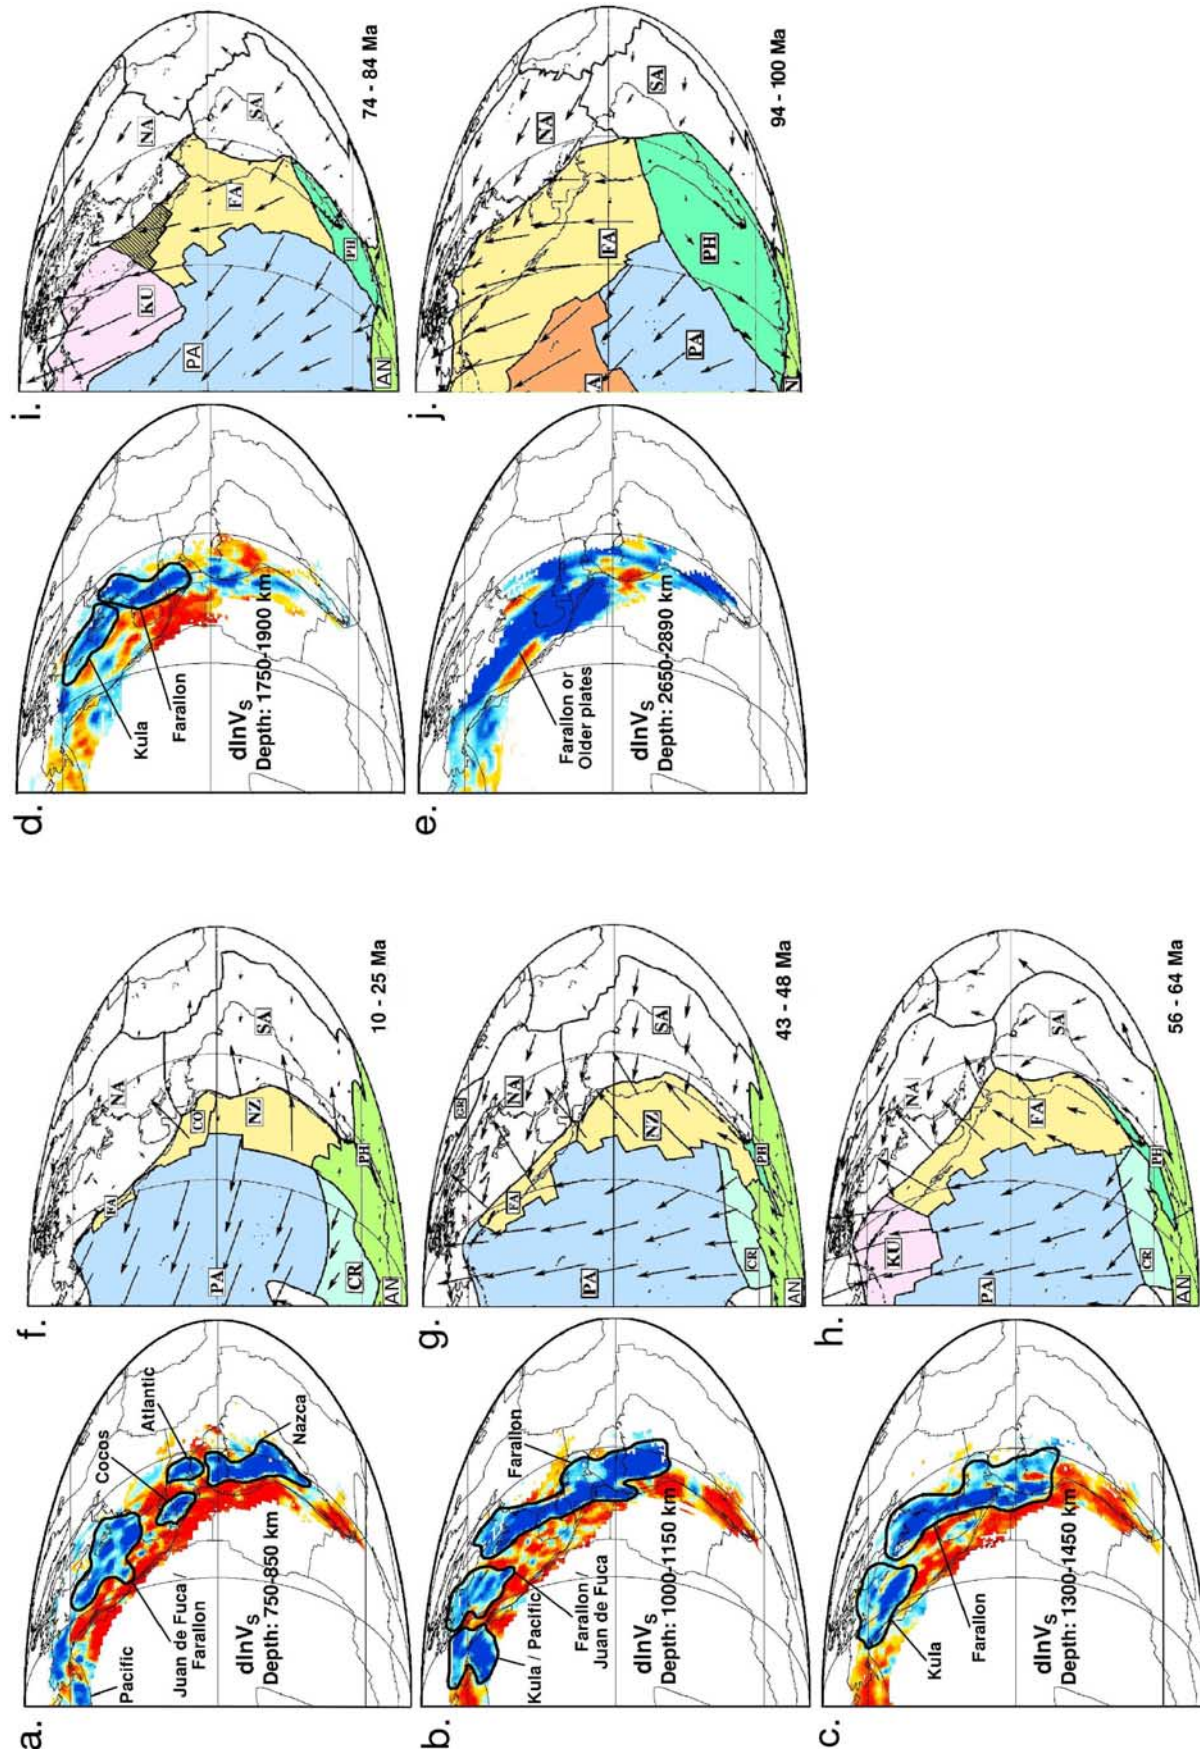 a.
Pacific
Juan de Fuca /
Farallon
Cocos
Atlantic
Nazca
dlnVS
Depth: 750-850 km
f.
NA
FA
CO
PA
NZ
SA
CR
PH
AN
10 - 25 Ma
b.
Kula / Pacific
Farallon /
Juan de Fuca
Farallon
dlnVS
Depth: 1000-1150 km
g.
GR
NA
FA
PA
NZ
SA
CR
PH
AN
43 - 48 Ma
c.
Kula
Farallon
dlnVS
Depth: 1300-1450 km
h.
KU
NA
FA
PA
SA
CR
PH
AN
56 - 64 Ma
d.
Kula
Farallon
dlnVS
Depth: 1750-1900 km
i.
KU
NA
PA
FA
SA
PH
AN
74 - 84 Ma
e.
Farallon or
Older plates
dlnVS
Depth: 2650-2890 km
j.
NA
FA
A
PA
PH
SA
N
94 - 100 Ma